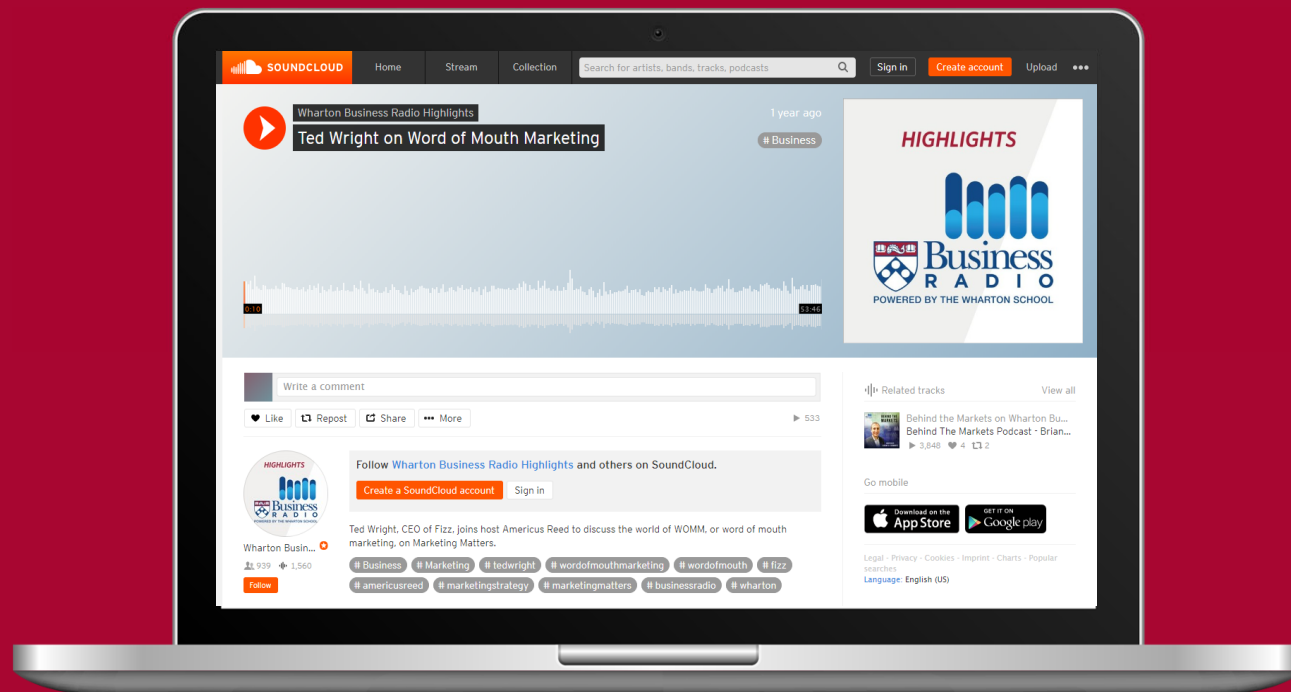 SOUNDCLOUD
Home
Stream
Collection
Search for artists, bands, tracks, podcasts
Sign in
Create account
Upload
Wharton Business Radio Highlights
1 year ago
Ted Wright on Word of Mouth Marketing
# Business
HIGHLIGHTS
Business
RADIO
POWERED BY THE WHARTON SCHOOL
0:10
53:46
Write a comment
Like
Repost
Share
More
533
Related tracks
View all
Behind the Markets on Wharton Bu...
Behind The Markets Podcast - Brian...
3,848
4
2
HIGHLIGHTS
Business
RADIO
POWERED BY THE WHARTON SCHOOL
Follow Wharton Business Radio Highlights and others on SoundCloud.
Create a SoundCloud account
Sign in
Go mobile
Download on the
App Store
GET IT ON
Google play
Ted Wright, CEO of Fizz, joins host Americus Reed to discuss the world of WOMM, or word of mouth
marketing, on Marketing Matters.
Wharton Busin...
939
1,560
Follow
# Business
# Marketing
# tedwright
# wordofmouthmarketing
# wordofmouth
# fizz
# americusreed
# marketingstrategy
# marketingmatters
# businessradio
# wharton
Legal - Privacy - Cookies - Imprint - Charts - Popular
searches
Language: English (US)